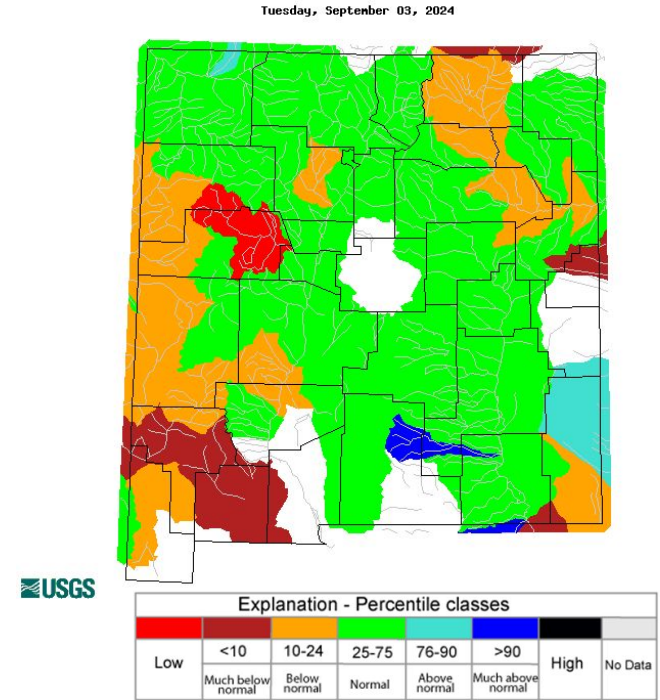 Tuesday, September 03, 2024
USGS
Explanation - Percentile classes
Low <10 10-24 25-75 76-90 >90 High No Data
Much below normal Below normal Normal Above normal Much above normal